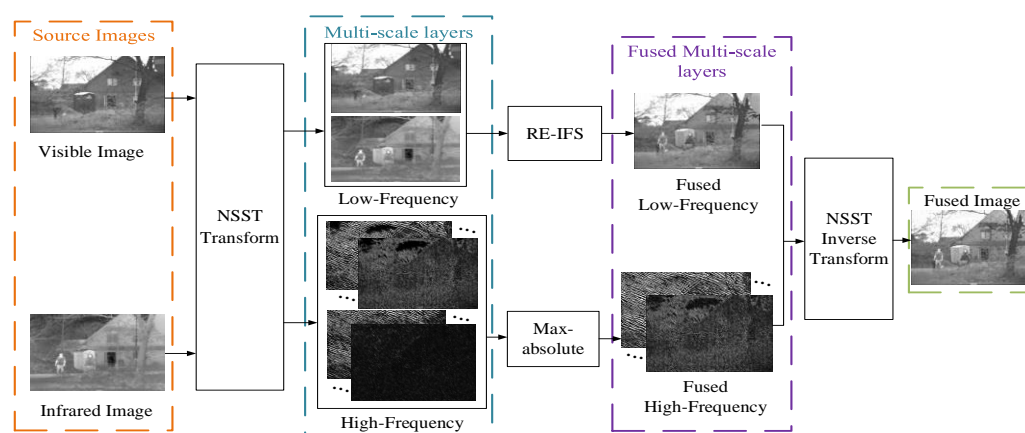 Source Images
Visible Image
Infrared Image
NSST
Transform
Multi-scale layers
Low-Frequency
...
...
...
...
High-Frequency
RE-IFS
Max-
absolute
Fused Multi-scale
layers
Fused
Low-Frequency
...
...
Fused
High-Frequency
NSST
Inverse
Transform
Fused Image